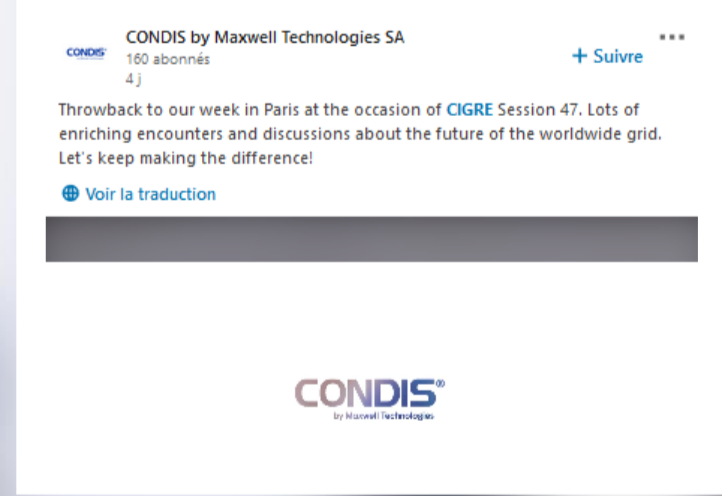 CONDIS
CONDIS by Maxwell Technologies SA
160 abonnés
4 j
+ Suivre
Throwback to our week in Paris at the occasion of CIGRE Session 47. Lots of
enriching encounters and discussions about the future of the worldwide grid.
Let's keep making the difference!
Voir la traduction
CONDIS®
by Maxwell Technologies